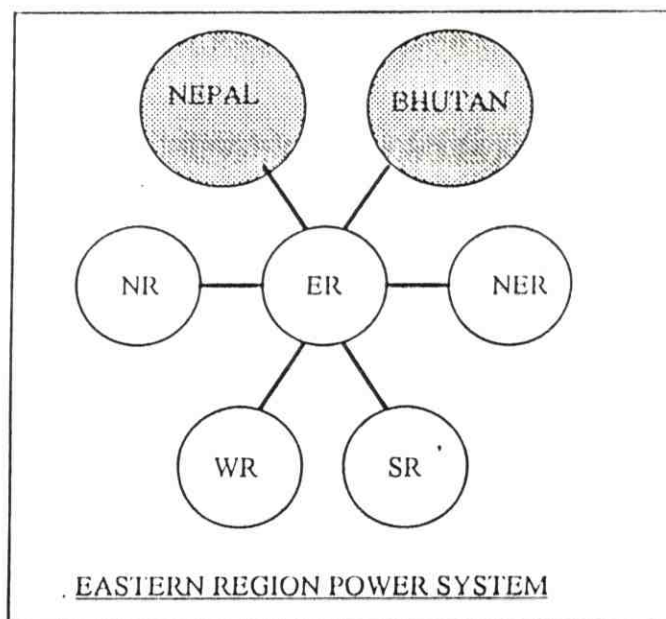 NEPAL
BHUTAN
NR
ER
NER
WR
SR
EASTERN REGION POWER SYSTEM